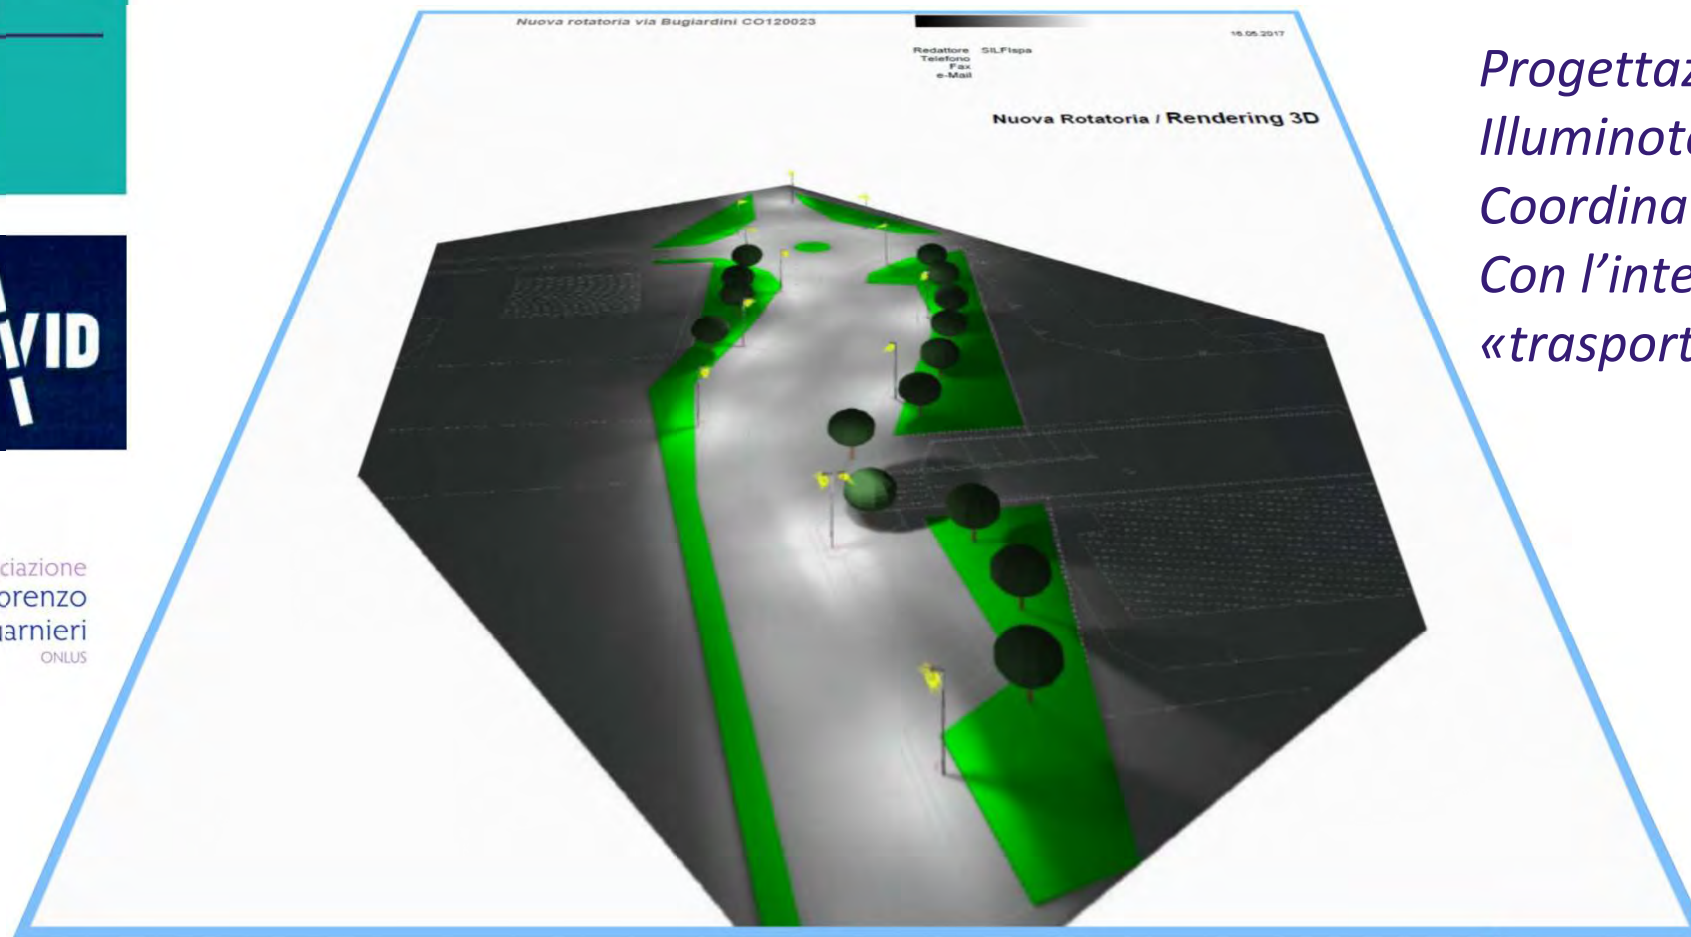 Nuova rotatoria via Bugiardini CO120023
16.05.2017
Redattore SILFIspa
Telefono
Fax
e-Mail
Nuova Rotatoria / Rendering 3D
Con l’inte
«trasport
Progettaz
Illuminot
Coordina
VID
ciazione
orenzo
arnieri
ONLUS